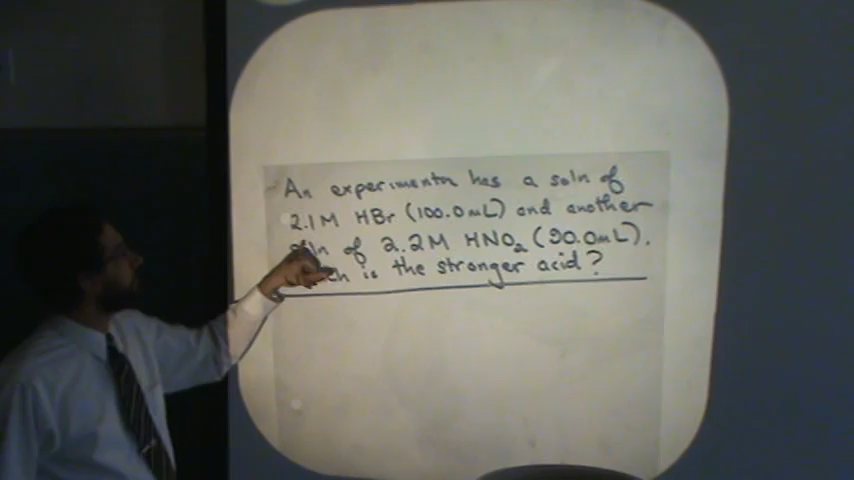 An experimenter has a soln of
2.1M HBr (100.0mL) and another
soln of 2.2M HNO₂ (90.0mL).
is the stronger acid?